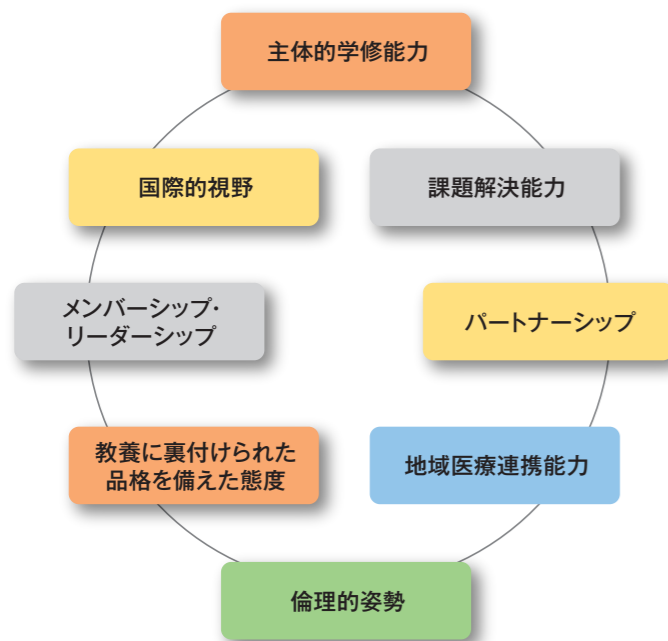 主体的学修能力
国際的視野
課題解決能力
メンバーシップ・
リーダーシップ
パートナーシップ
教養に裏付けられた
品格を備えた態度
地域医療連携能力
倫理的姿勢